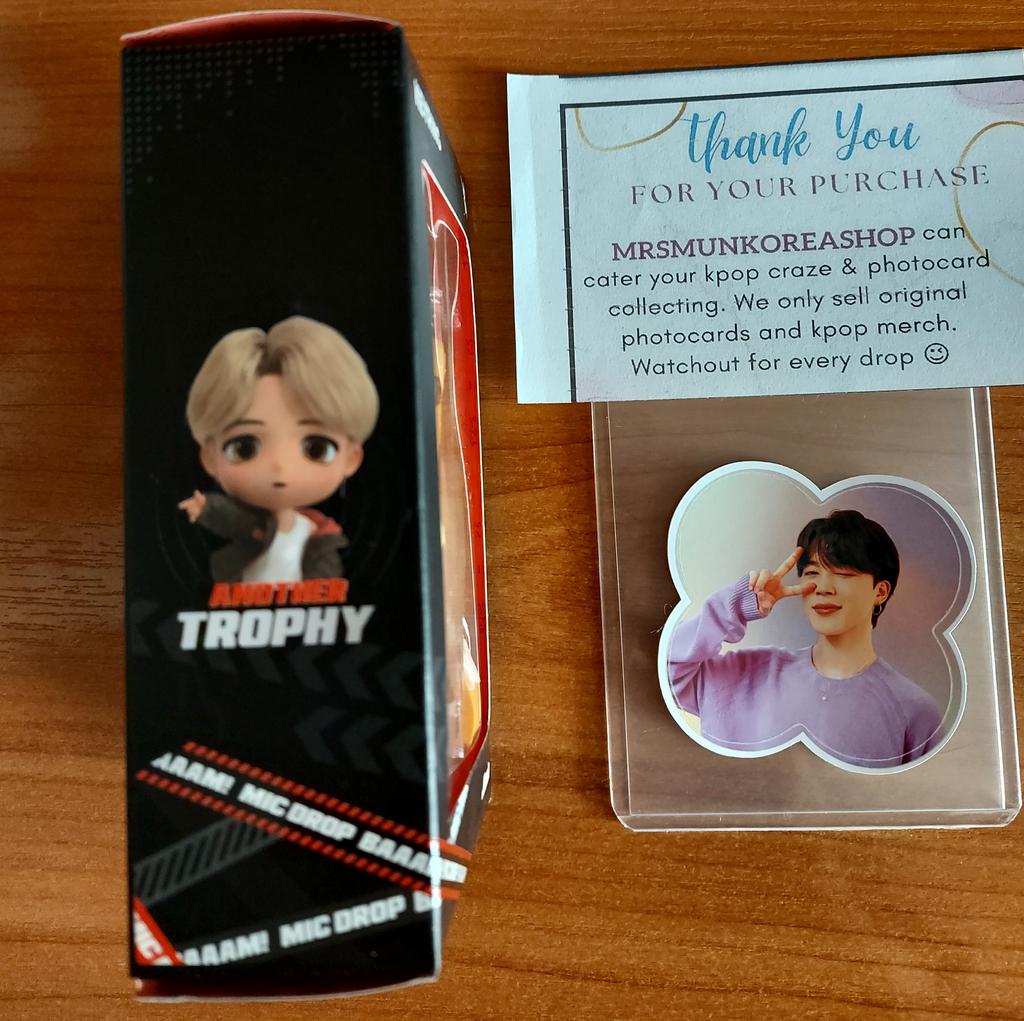 ANOTHER
TROPHY
AAAM! MIC DROP BAAAM!
AAAM! MIC DROP
Thank You
FOR YOUR PURCHASE
MRSMUNKOREASHOP can
cater your kpop craze & photocard
collecting. We only sell original
photocards and kpop merch.
Watchout for every drop 😉